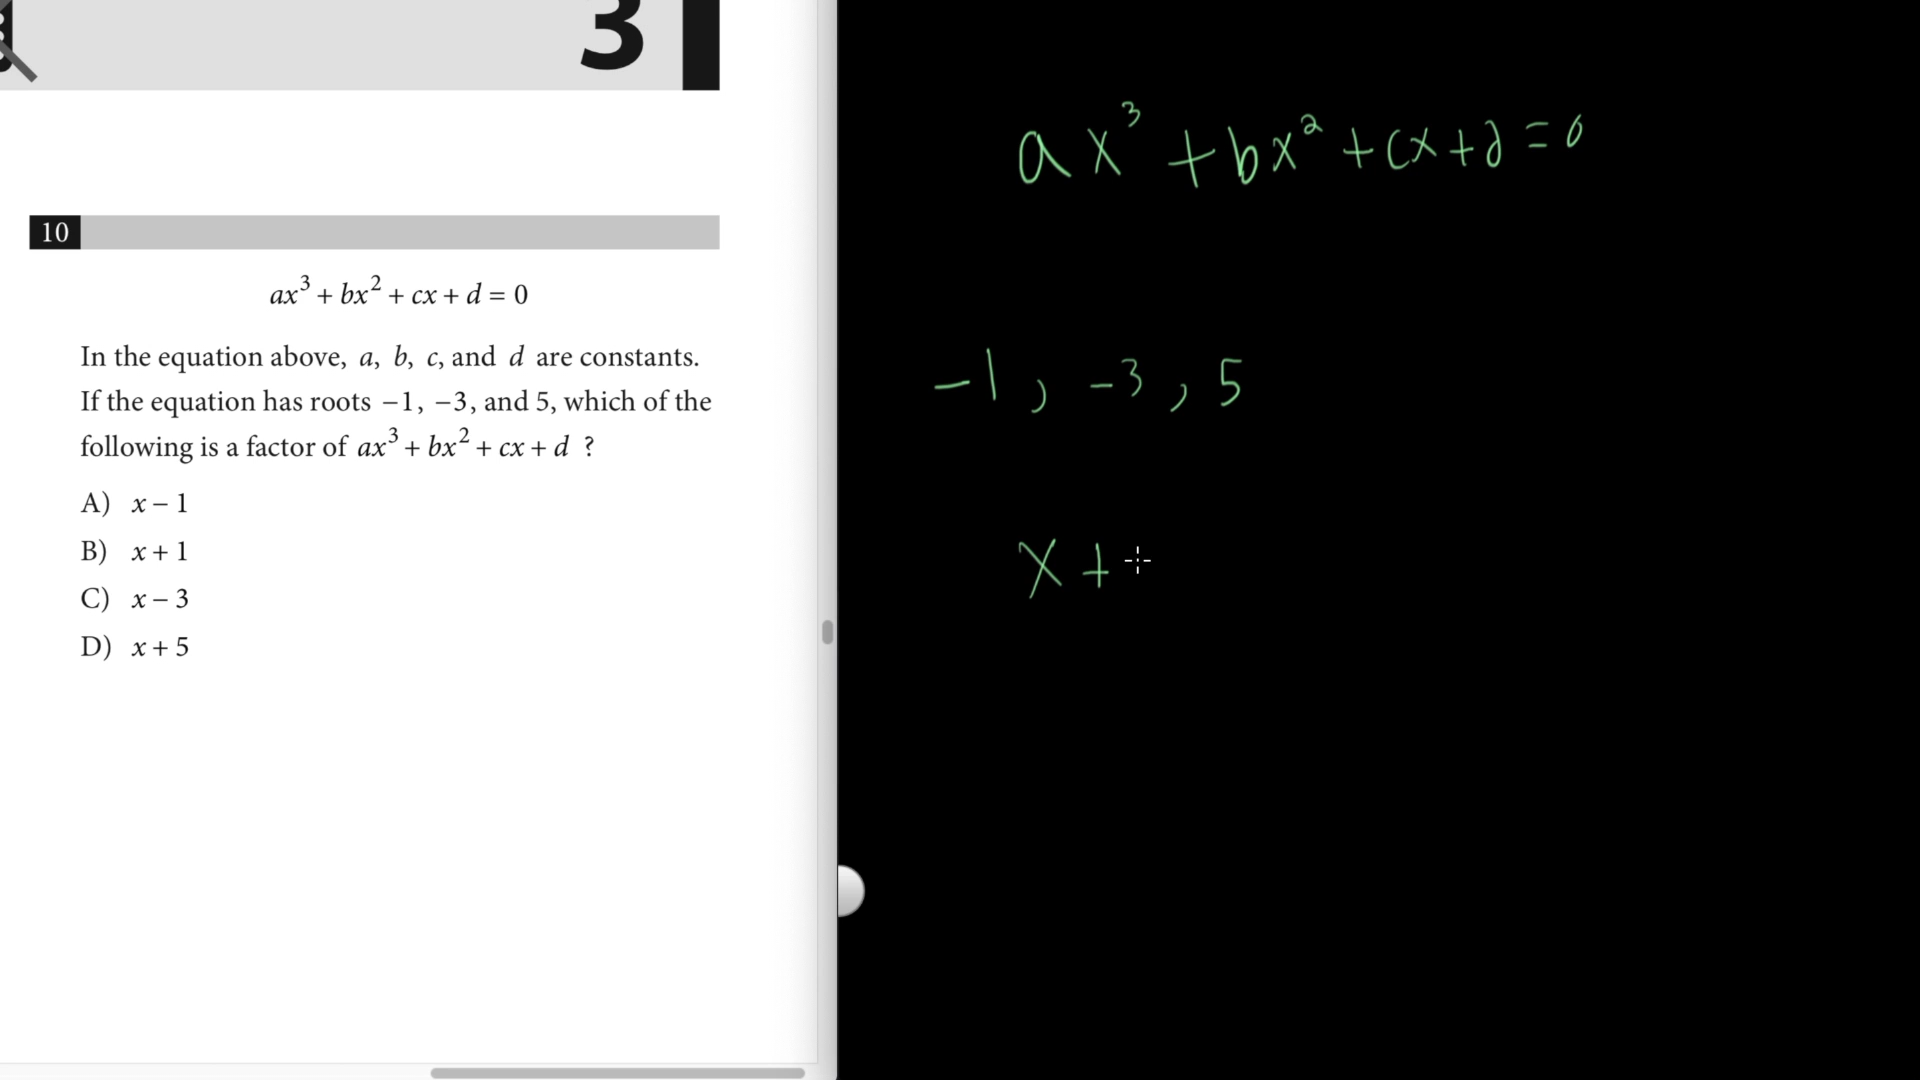 3
10
ax³ + bx² + cx + d = 0
In the equation above, a, b, c, and d are constants.
If the equation has roots −1, −3, and 5, which of the
following is a factor of ax³ + bx² + cx + d ?
A) x − 1
B) x + 1
C) x − 3
D) x + 5
ax³ + bx² + cx + d = 0
-1, -3, 5
x +